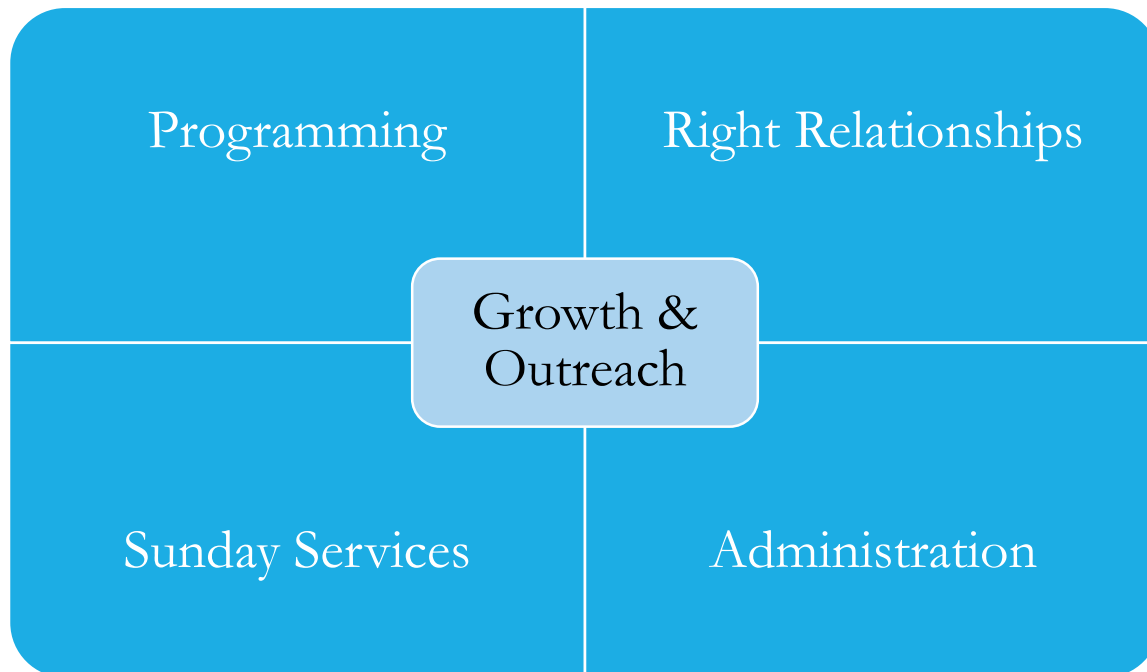 Programming
Right Relationships
Growth &
Outreach
Sunday Services
Administration